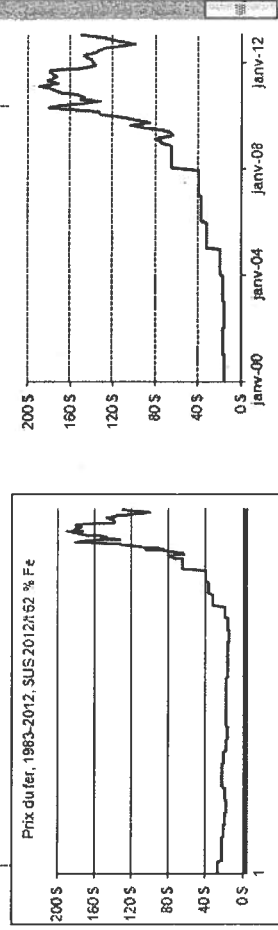 Prix du fer, 1983-2012, $US 2012/t 62 % Fe
200 $
160 $
120 $
80 $
40 $
0 $
1
200 $
160 $
120 $
80 $
40 $
0 $
janv-00
janv-04
janv-08
janv-12